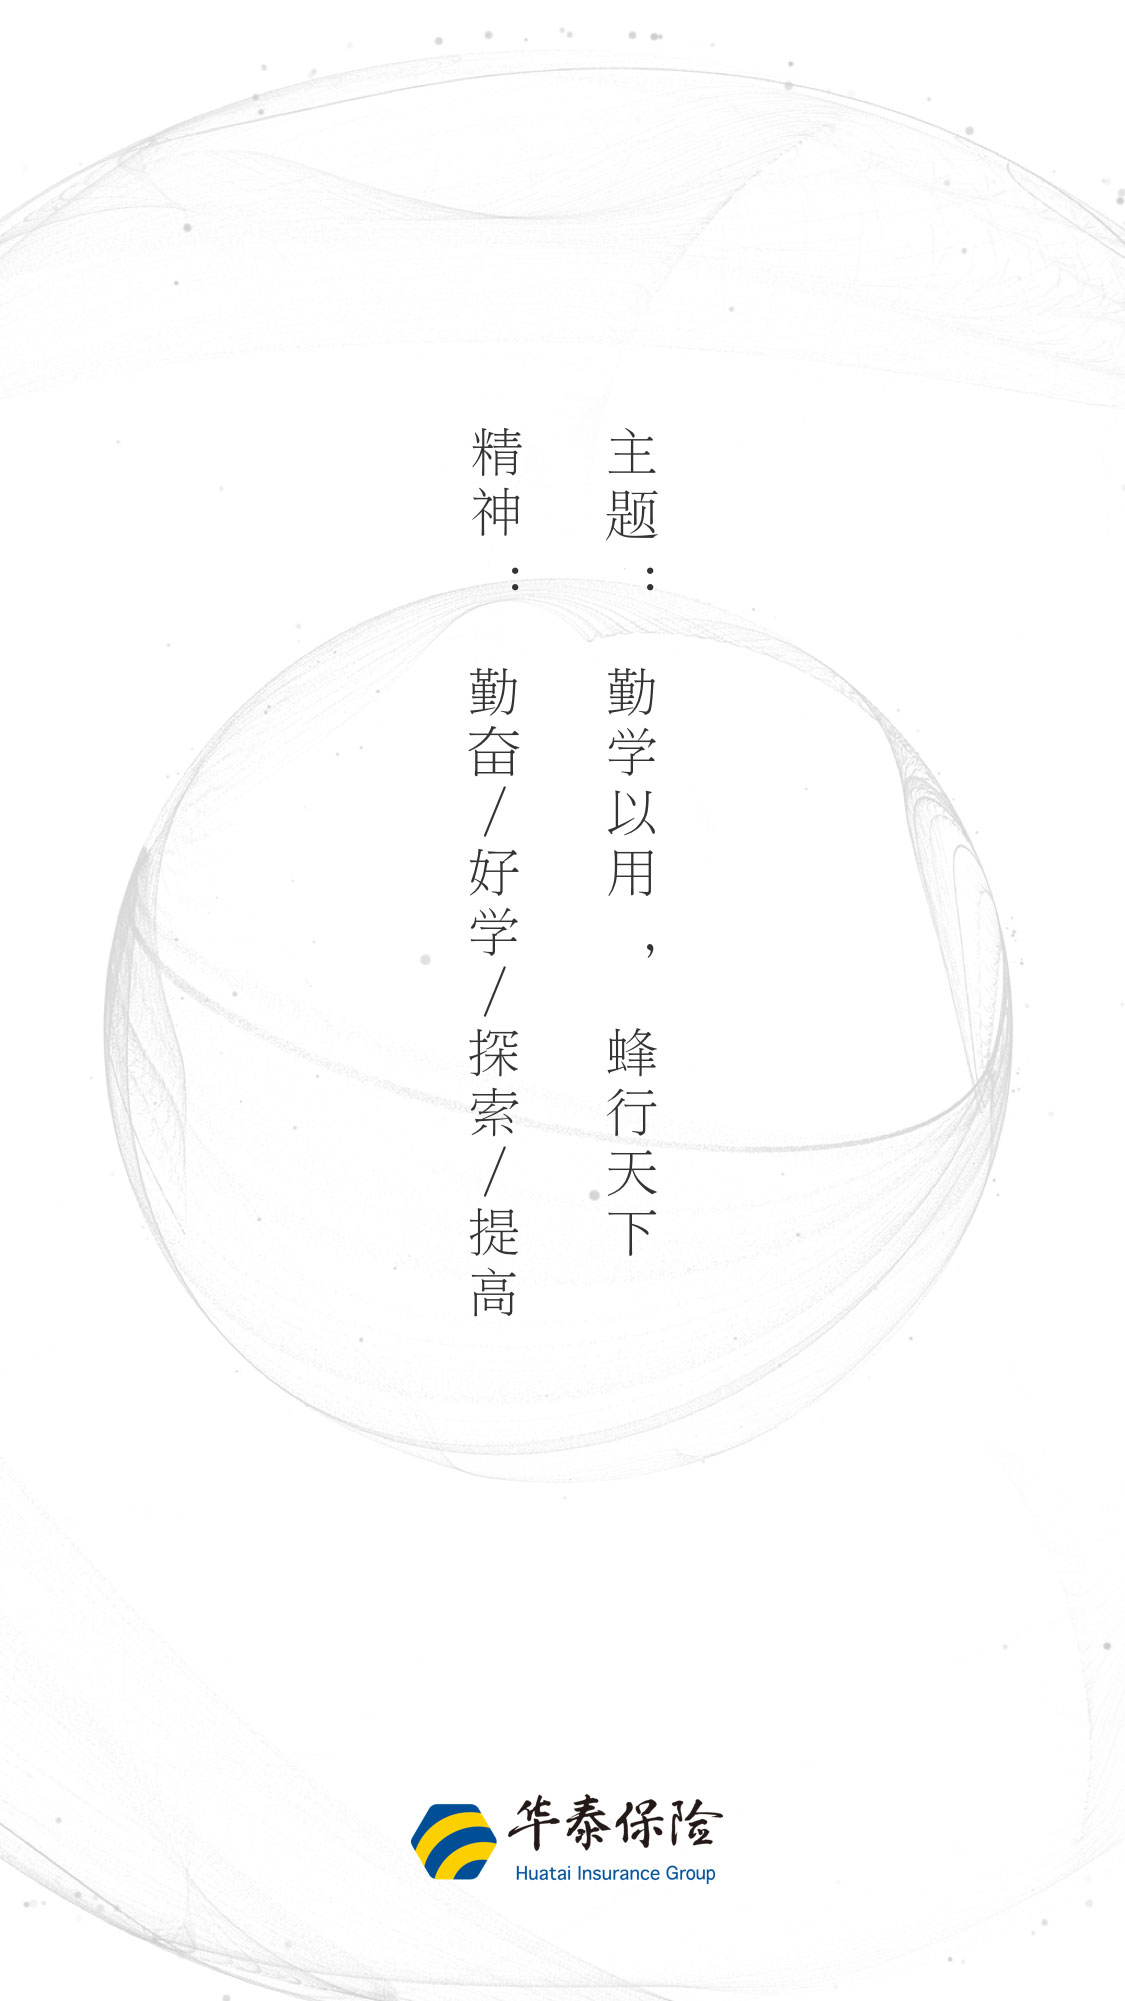 主题： 勤学以用， 蜂行天下
精神： 勤奋/好学/探索/提高
华泰保险
Huatai Insurance Group